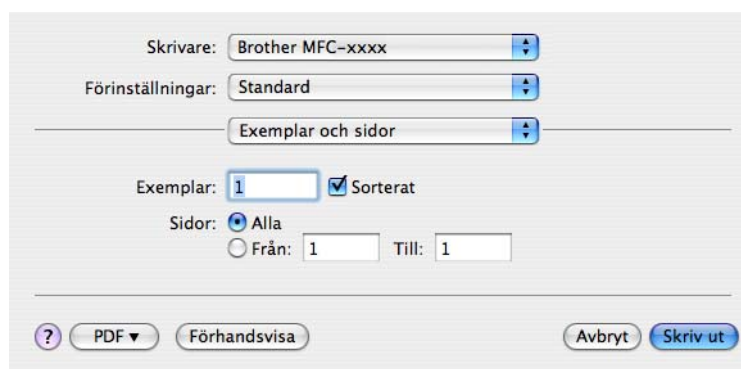 Skrivare: Brother MFC-xxxx
Förinställningar: Standard
Exemplar och sidor
Exemplar: 1 Sorterat
Sidor: Alla
Från: 1 Till: 1
? PDF▼ Förhandsvisa Avbryt Skriv ut